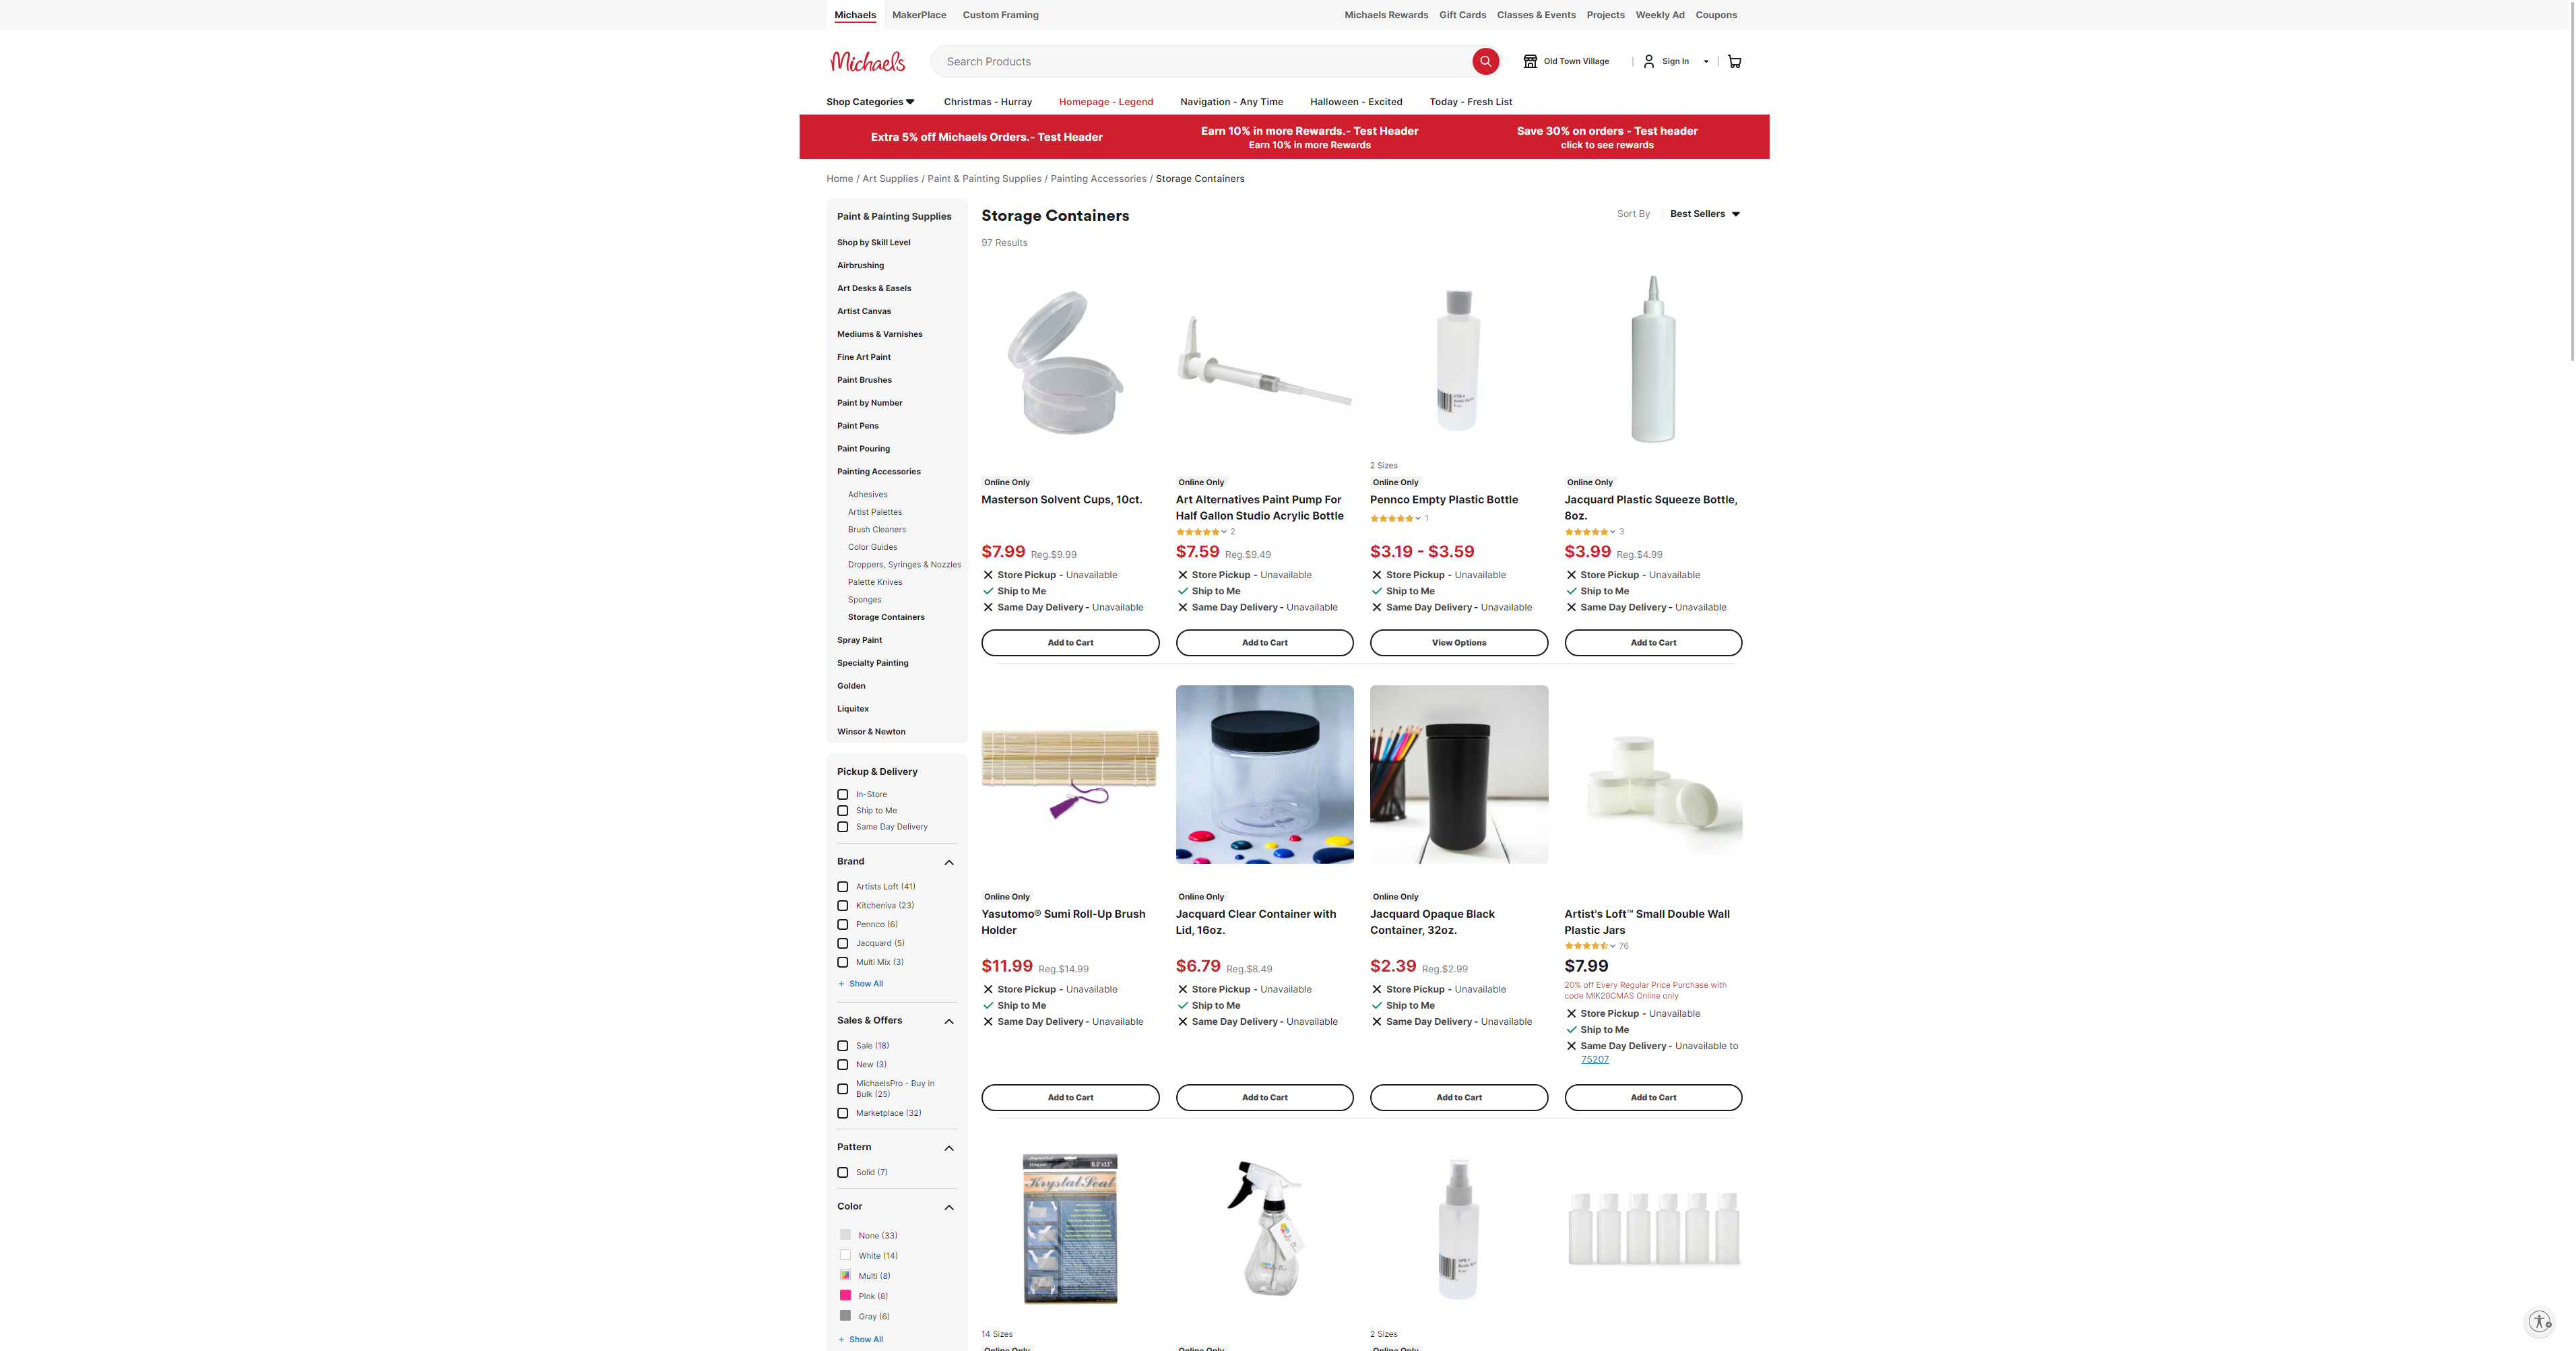 Michaels
MakerPlace
Custom Framing
Michaels Rewards
Gift Cards
Classes & Events
Projects
Weekly Ad
Coupons
Michaels
Search Products
Old Town Village
Sign In
Shop Categories
Christmas - Hurray
Homepage - Legend
Navigation - Any Time
Halloween - Excited
Today - Fresh List
Extra 5% off Michaels Orders.- Test Header
Earn 10% in more Rewards.- Test Header
Earn 10% in more Rewards
Save 30% on orders - Test header
click to see rewards
Home / Art Supplies / Paint & Painting Supplies / Painting Accessories / Storage Containers
Paint & Painting Supplies
Shop by Skill Level
Airbrushing
Art Desks & Easels
Artist Canvas
Mediums & Varnishes
Fine Art Paint
Paint Brushes
Paint by Number
Paint Pens
Paint Pouring
Painting Accessories
Adhesives
Artist Palettes
Brush Cleaners
Color Guides
Droppers, Syringes & Nozzles
Palette Knives
Sponges
Storage Containers
Spray Paint
Specialty Painting
Golden
Liquitex
Winsor & Newton
Pickup & Delivery
In-Store
Ship to Me
Same Day Delivery
Brand
Artists Loft (41)
Kitcheniva (23)
Pennco (6)
Jacquard (5)
Multi Mix (3)
+ Show All
Sales & Offers
Sale (18)
New (3)
MichaelsPro - Buy in
Bulk (25)
Marketplace (32)
Pattern
Solid (7)
Color
None (33)
White (14)
Multi (8)
Pink (8)
Gray (6)
+ Show All
Storage Containers
97 Results
Sort By
Best Sellers
Online Only
Masterson Solvent Cups, 10ct.
$7.99 Reg.$9.99
Store Pickup - Unavailable
Ship to Me
Same Day Delivery - Unavailable
Add to Cart
Online Only
Art Alternatives Paint Pump For
Half Gallon Studio Acrylic Bottle
2
$7.59 Reg.$9.49
Store Pickup - Unavailable
Ship to Me
Same Day Delivery - Unavailable
Add to Cart
2 Sizes
Online Only
Pennco Empty Plastic Bottle
1
$3.19 - $3.59
Store Pickup - Unavailable
Ship to Me
Same Day Delivery - Unavailable
View Options
Online Only
Jacquard Plastic Squeeze Bottle,
8oz.
3
$3.99 Reg.$4.99
Store Pickup - Unavailable
Ship to Me
Same Day Delivery - Unavailable
Add to Cart
Online Only
Yasutomo® Sumi Roll-Up Brush
Holder
$11.99 Reg.$14.99
Store Pickup - Unavailable
Ship to Me
Same Day Delivery - Unavailable
Add to Cart
Online Only
Jacquard Clear Container with
Lid, 16oz.
$6.79 Reg.$8.49
Store Pickup - Unavailable
Ship to Me
Same Day Delivery - Unavailable
Add to Cart
Online Only
Jacquard Opaque Black
Container, 32oz.
$2.39 Reg.$2.99
Store Pickup - Unavailable
Ship to Me
Same Day Delivery - Unavailable
Add to Cart
Artist's Loft™ Small Double Wall
Plastic Jars
76
$7.99
20% off Every Regular Price Purchase with
code MIK20CMAS Online only
Store Pickup - Unavailable
Ship to Me
Same Day Delivery - Unavailable to
75207
Add to Cart
8.5"x11"
Krystal Seal
14 Sizes
Online Only
Online Only
2 Sizes
Online Only